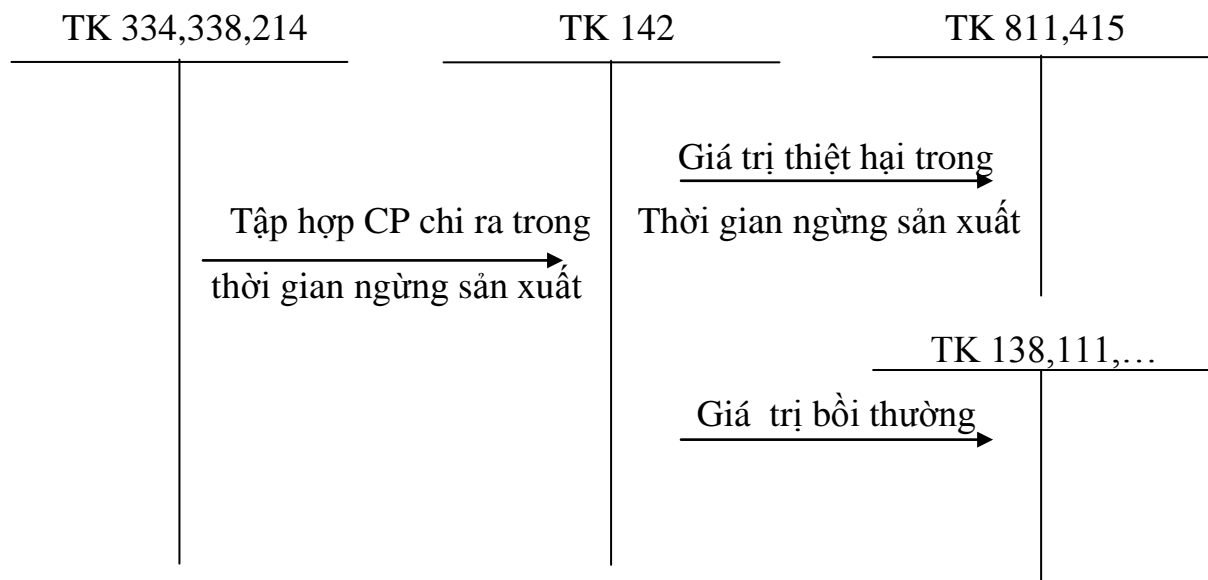 TK 334,338,214
TK 142
TK 811,415
Giá trị thiệt hại trong
Thời gian ngừng sản xuất
Tập hợp CP chi ra trong
thời gian ngừng sản xuất
TK 138,111,…
Giá trị bồi thường